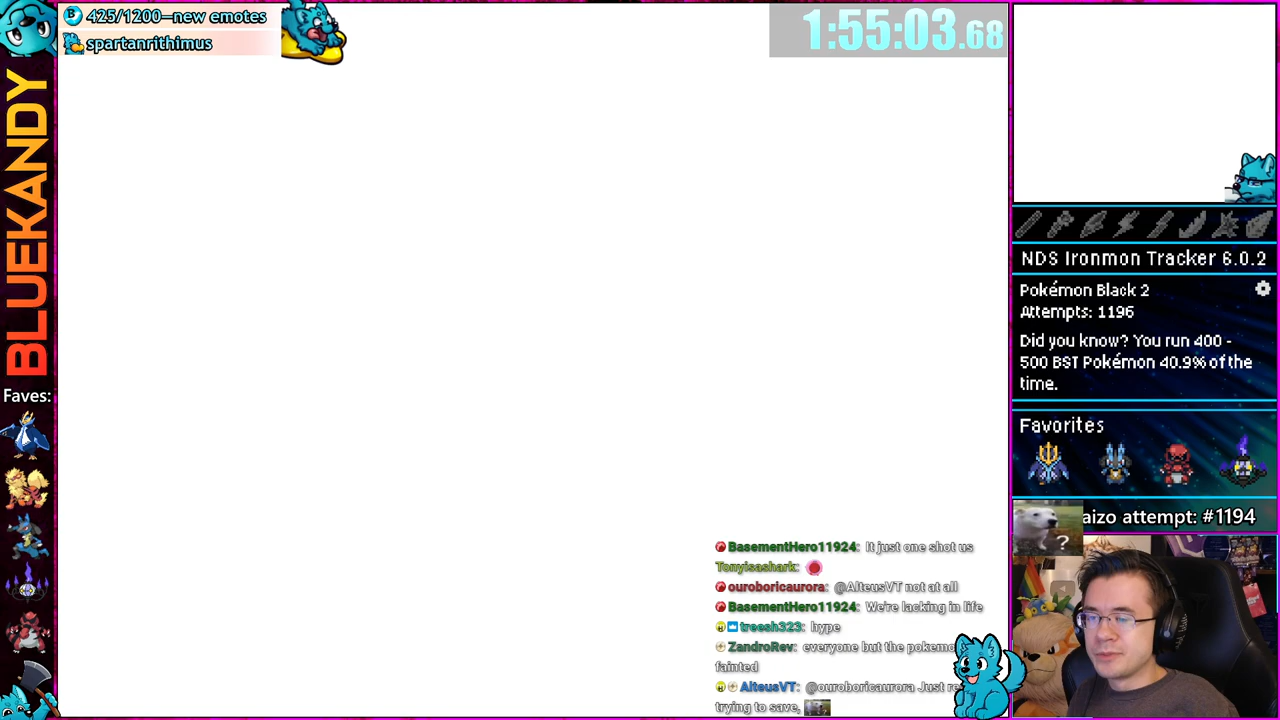 425/1200–new emotes
spartanrithimus
1:55:03.68
BLUEKANDY
Faves:
NDS Ironmon Tracker 6.0.2
Pokémon Black 2
Attempts: 1196
Did you know? You run 400 -
500 BST Pokémon 40.9% of the
time.
Favorites
aizo attempt: #1194
?
BasementHero11924: It just one shot us
Tonyisashark:
ouroboricaurora: @AlteusVT not at all
BasementHero11924: We're lacking in life
treesh323: hype
ZandroRev: everyone but the pokemo
fainted
AlteusVT: @ouroboricaurora Just re
trying to save,